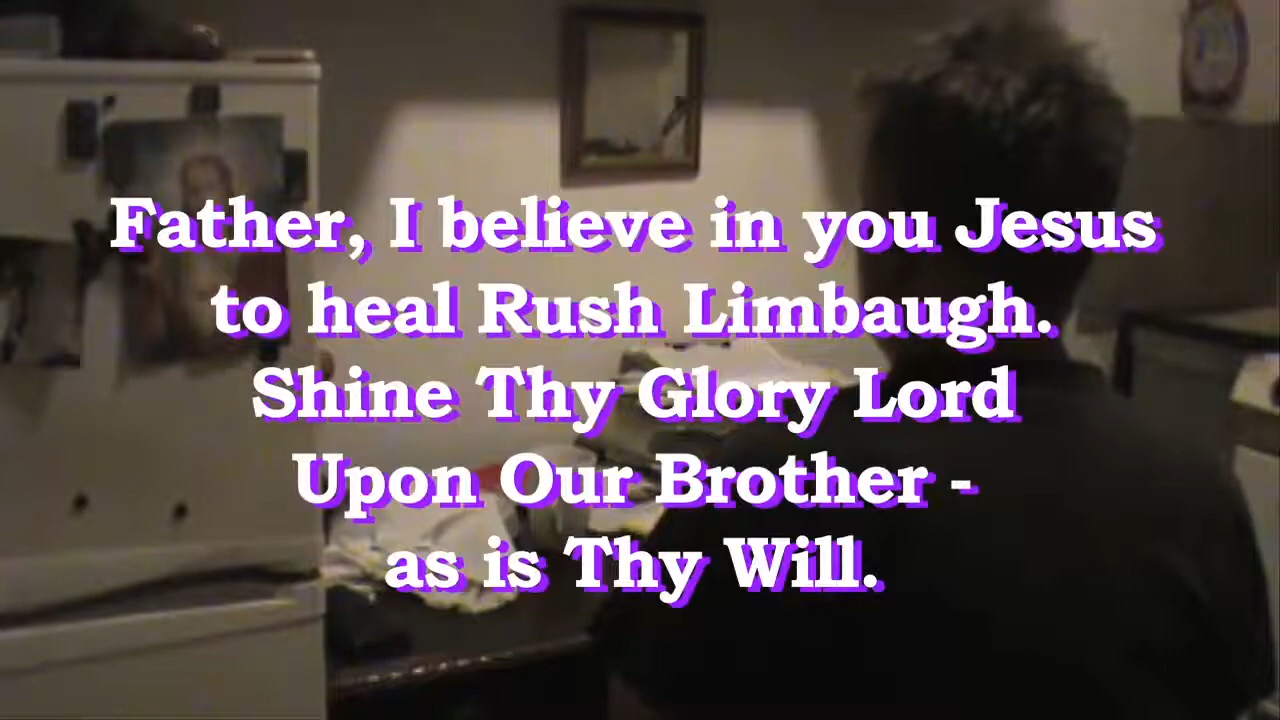 Father, I believe in you Jesus
to heal Rush Limbaugh.
Shine Thy Glory Lord
Upon Our Brother -
as is Thy Will.